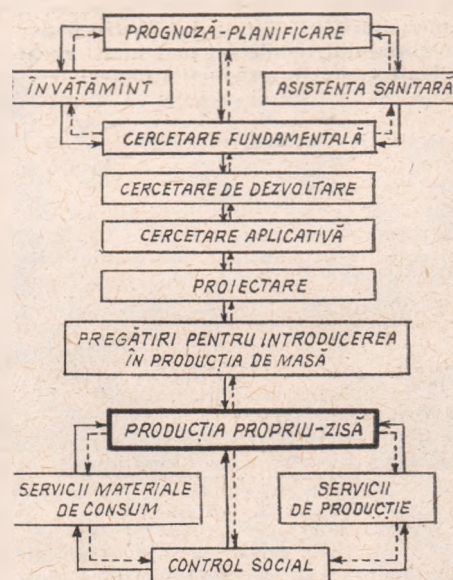 PROGNOZĂ-PLANIFICARE
ÎNVĂTĂMÎNT
ASISTENȚA SANITARĂ
CERCETARE FUNDAMENTALĂ
CERCETARE DE DEZVOLTARE
CERCETARE APLICATIVĂ
PROIECTARE
PREGĂTIRI PENTRU INTRODUCEREA
ÎN PRODUCȚIA DE MASĂ
PRODUCȚIA PROPRIU-ZISĂ
SERVICII MATERIALE
DE CONSUM
SERVICII
DE PRODUCȚIE
CONTROL SOCIAL